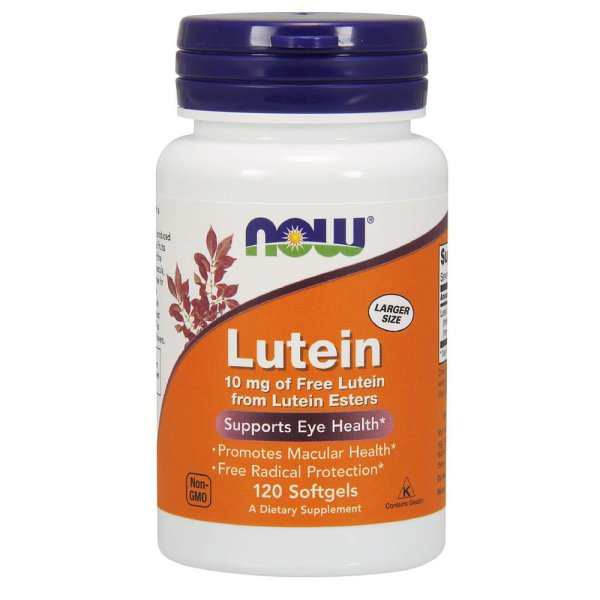 NOW®
LARGER
SIZE
Lutein
10 mg of Free Lutein
from Lutein Esters
Supports Eye Health*
• Promotes Macular Health*
• Free Radical Protection*
120 Softgels
A Dietary Supplement
Non-
GMO
K
Contains Gelatin